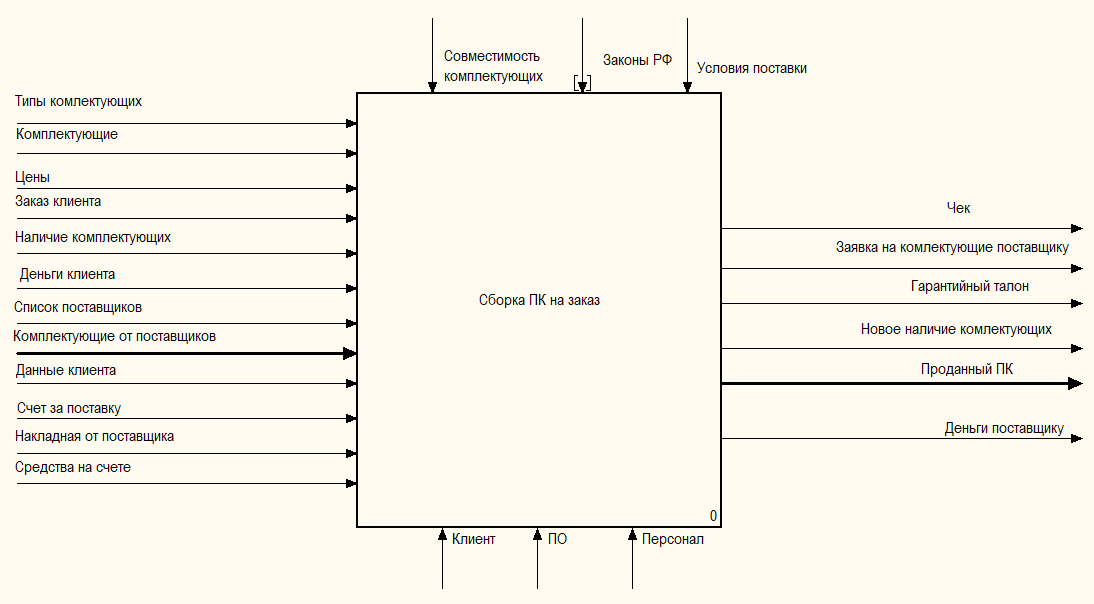 Совместимость
комплектующих
Законы РФ
Условия поставки
Типы комлектующих
Комплектующие
Цены
Заказ клиента
Наличие комплектующих
Деньги клиента
Список поставщиков
Комплектующие от поставщиков
Данные клиента
Счет за поставку
Накладная от поставщика
Средства на счете
Сборка ПК на заказ
0
Чек
Заявка на комлектующие поставщику
Гарантийный талон
Новое наличие комлектующих
Проданный ПК
Деньги поставщику
Клиент
ПО
Персонал